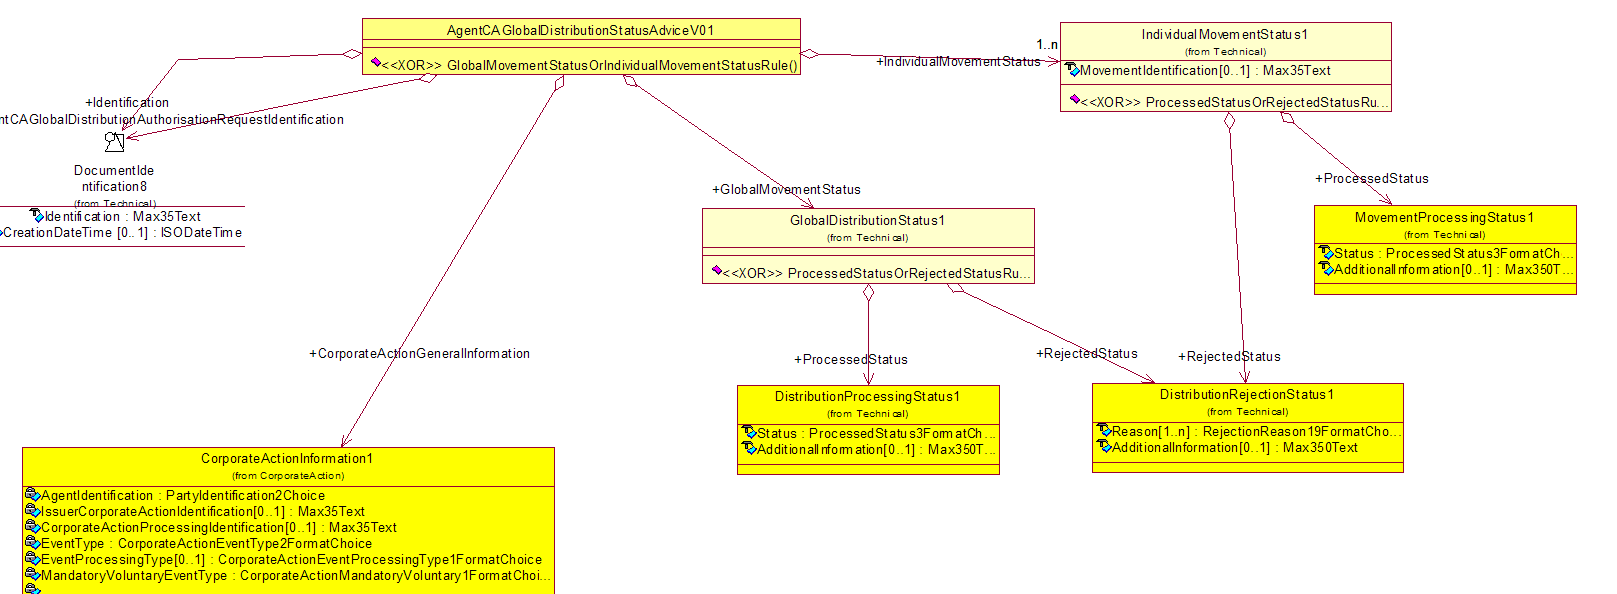 AgentCAGlobalDistributionStatusAdviceV01
<<XOR>> GlobalMovementStatusOrIndividualMovementStatusRule()
1..n
+IndividualMovementStatus
IndividualMovementStatus1
(from Technical)
MovementIdentification[0..1] : Max35Text
<<XOR>> ProcessedStatusOrRejectedStatusRu...
+Identification
ntCAGlobalDistributionAuthorisationRequestIdentification
DocumentIde
ntification8
(from Technical)
Identification : Max35Text
CreationDateTime [0..1] : ISODateTime
+GlobalMovementStatus
GlobalDistributionStatus1
(from Technical)
<<XOR>> ProcessedStatusOrRejectedStatusRu...
+ProcessedStatus
MovementProcessingStatus1
(from Technical)
Status : ProcessedStatus3FormatCh...
AdditionalInformation[0..1] : Max350T...
+CorporateActionGeneralInformation
+ProcessedStatus
+RejectedStatus
+RejectedStatus
DistributionProcessingStatus1
(from Technical)
Status : ProcessedStatus3FormatCh...
AdditionalInformation[0..1] : Max350T...
DistributionRejectionStatus1
(from Technical)
Reason[1..n] : RejectionReason19FormatCho...
AdditionalInformation[0..1] : Max350Text
CorporateActionInformation1
(from CorporateAction)
AgentIdentification : PartyIdentification2Choice
IssuerCorporateActionIdentification[0..1] : Max35Text
CorporateActionProcessingIdentification[0..1] : Max35Text
EventType : CorporateActionEventType2FormatChoice
EventProcessingType[0..1] : CorporateActionEventProcessingType1FormatChoice
MandatoryVoluntaryEventType : CorporateActionMandatoryVoluntary1FormatChoi...